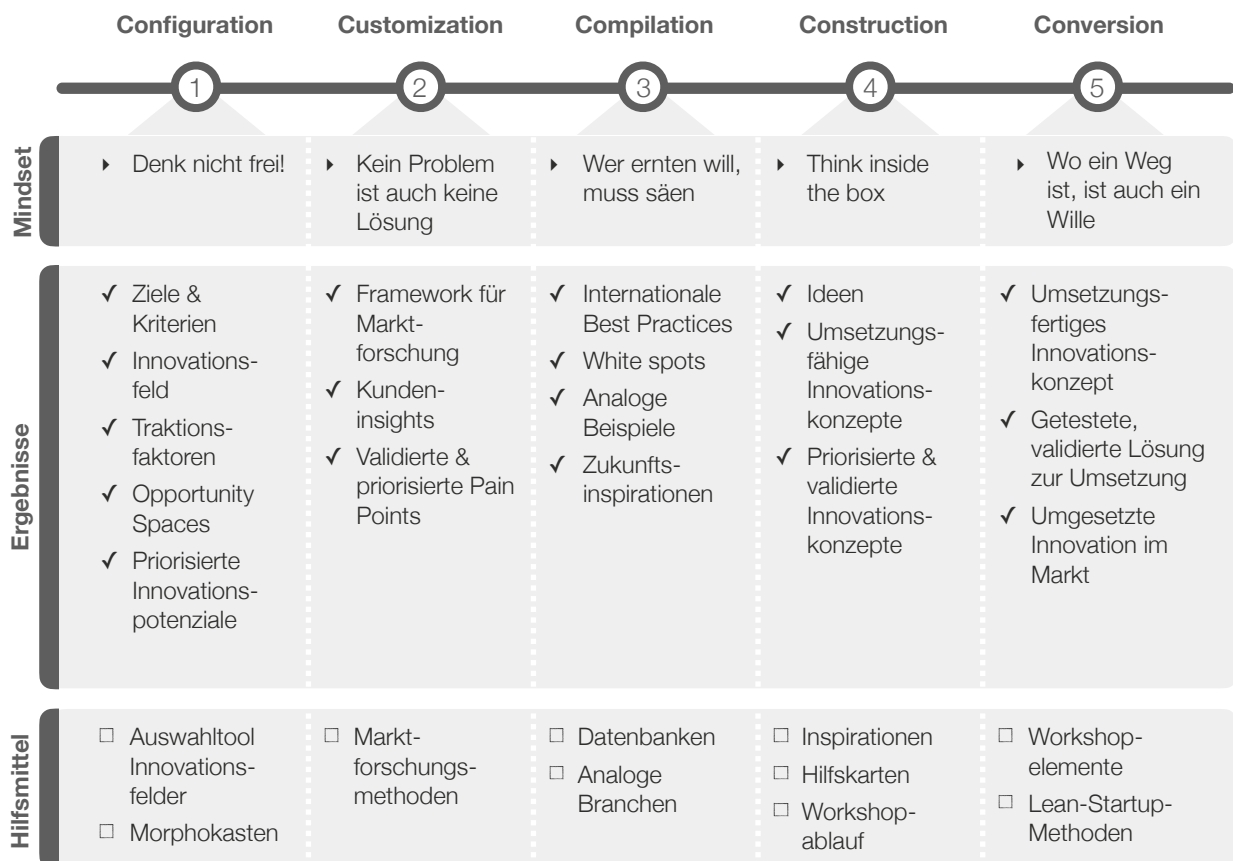 Configuration
Customization
Compilation
Construction
Conversion
1
2
3
4
5
Mindset
Denk nicht frei!
Kein Problem
ist auch keine
Lösung
Wer ernten will,
muss säen
Think inside
the box
Wo ein Weg
ist, ist auch ein
Wille
Ergebnisse
Ziele &
Kriterien
Innovations-
feld
Traktions-
faktoren
Opportunity
Spaces
Priorisierte
Innovations-
potenziale
Framework für
Markt-
forschung
Kunden-
insights
Validierte &
priorisierte Pain
Points
Internationale
Best Practices
White spots
Analoge
Beispiele
Zukunfts-
inspirationen
Ideen
Umsetzungs-
fähige
Innovations-
konzepte
Priorisierte &
validierte
Innovations-
konzepte
Umsetzungs-
fertiges
Innovations-
konzept
Getestete,
validierte Lösung
zur Umsetzung
Umgesetzte
Innovation im
Markt
Hilfsmittel
Auswahltool
Innovations-
felder
Morphokasten
Markt-
forschungs-
methoden
Datenbanken
Analoge
Branchen
Inspirationen
Hilfskarten
Workshop-
ablauf
Workshop-
elemente
Lean-Startup-
Methoden